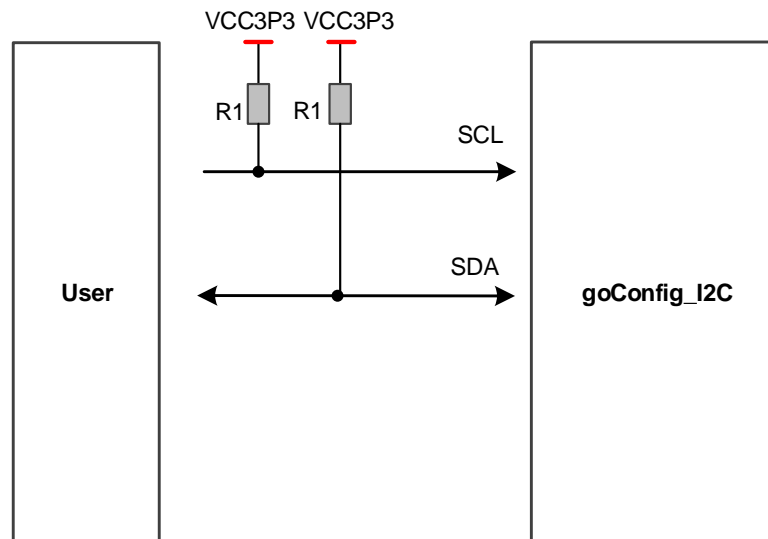 VCC3P3 VCC3P3
R1 R1
SCL
SDA
User
goConfig_I2C